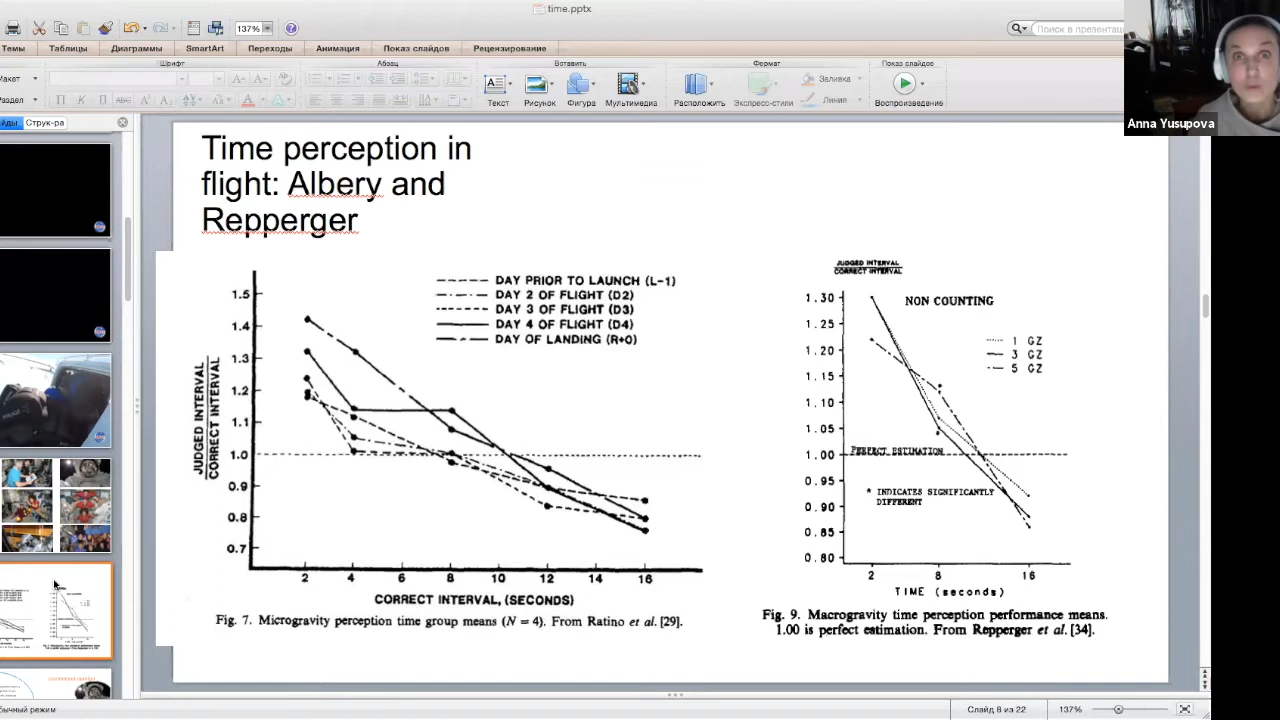 time.pptx
137%
Поиск в презентац
Темы
Таблицы
Диаграммы
SmartArt
Переходы
Анимация
Показ слайдов
Рецензирование
Шрифт
Абзац
Вставить
Формат
Показ слайдов
акет
раздел
Текст
Рисунок
Фигура
Мультимедиа
Расположить
Экспресс-стили
Заливка
Линия
Воспроизведение
Anna Yusupova
йды
Струк-ра
Time perception in
flight: Albery and
Repperger
DAY PRIOR TO LAUNCH (L-1)
DAY 2 OF FLIGHT (D2)
DAY 3 OF FLIGHT (D3)
DAY 4 OF FLIGHT (D4)
DAY OF LANDING (R+0)
JUDGED INTERVAL
CORRECT INTERVAL
1.5
1.4
1.3
1.2
1.1
1.0
0.9
0.8
0.7
2 4 6 8 10 12 14 16
CORRECT INTERVAL, (SECONDS)
Fig. 7. Microgravity perception time group means (N = 4). From Ratino et al. [29].
JUDGED INTERVAL
CORRECT INTERVAL
NON COUNTING
1 GZ
3 GZ
5 GZ
1.30
1.25
1.20
1.15
1.10
1.05
1.00
0.95
0.90
0.85
0.80
PERFECT ESTIMATION
* INDICATES SIGNIFICANTLY
DIFFERENT
2 8 16
TIME (seconds)
Fig. 9. Macrogravity time perception performance means.
1.00 is perfect estimation. From Repperger et al. [34].
бычный режим
Слайд 8 из 22
137%